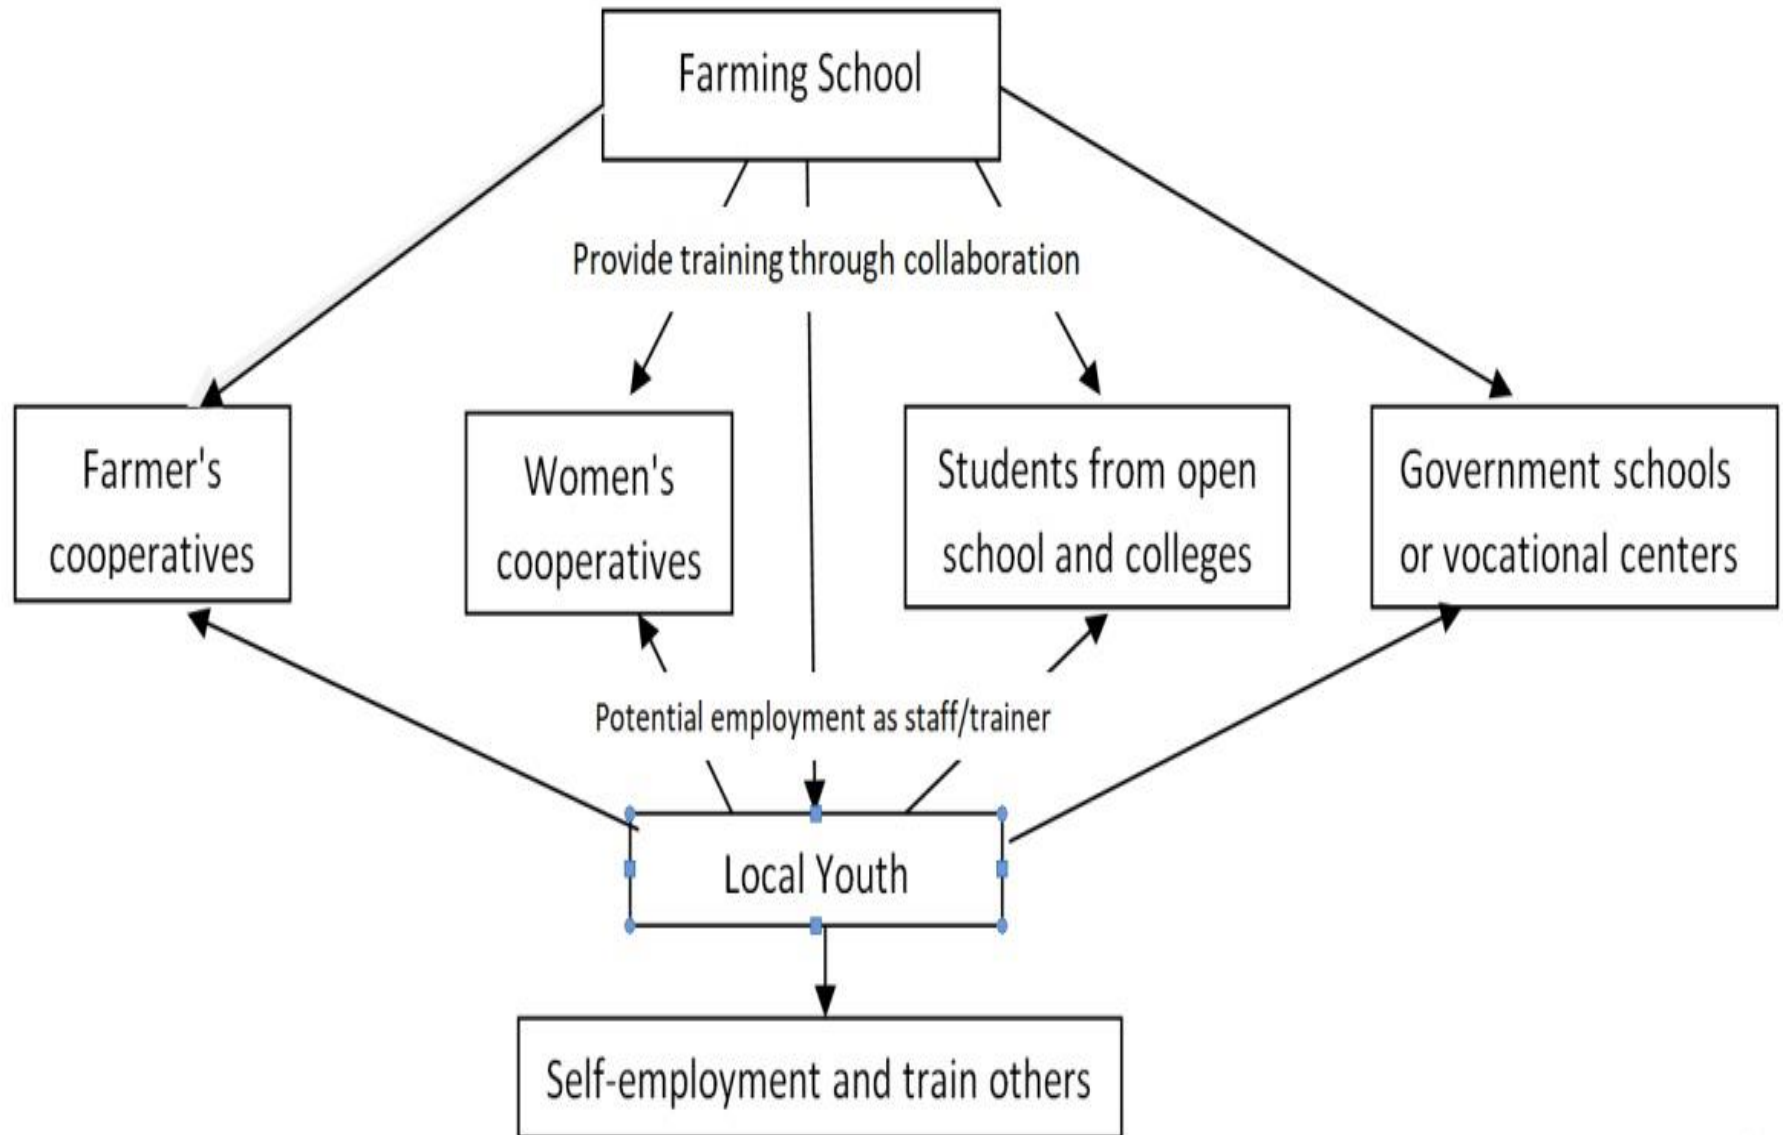 Farming School
Provide training through collaboration
Farmer's
cooperatives
Women's
cooperatives
Students from open
school and colleges
Government schools
or vocational centers
Potential employment as staff/trainer
Local Youth
Self-employment and train others